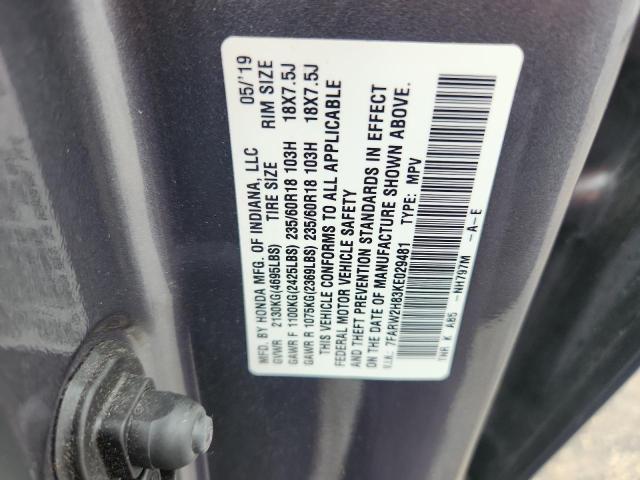 MFD. BY HONDA MFG. OF INDIANA, LLC 05/'19
GVWR 2130KG(4695LBS) TIRE SIZE RIM SIZE
GAWR F 1100KG(2425LBS) 235/60R18 103H 18X7.5J
GAWR R 1075KG(2369LBS) 235/60R18 103H 18X7.5J
THIS VEHICLE CONFORMS TO ALL APPLICABLE
FEDERAL MOTOR VEHICLE SAFETY
AND THEFT PREVENTION STANDARDS IN EFFECT
ON THE DATE OF MANUFACTURE SHOWN ABOVE.
V.I.N.: 7FARW2H83KE029481 TYPE: MPV
TNR K A85 -NH797M -A-E